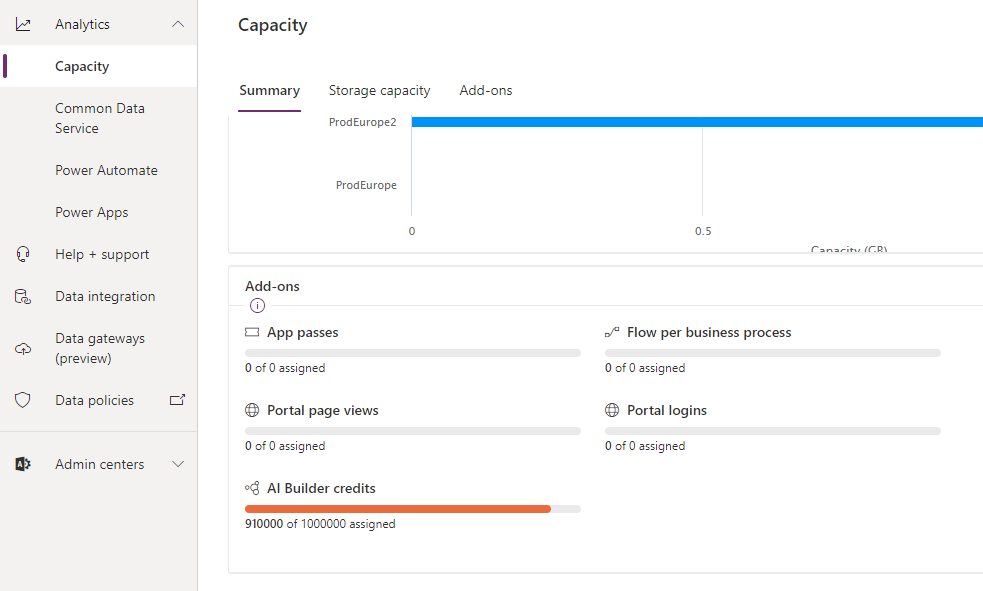 Analytics
Capacity
Common Data
Service
Power Automate
Power Apps
Help + support
Data integration
Data gateways
(preview)
Data policies
Admin centers
Capacity
Summary Storage capacity Add-ons
ProdEurope2
ProdEurope
0 0.5
Capacity (GB)
Add-ons
App passes
0 of 0 assigned
Flow per business process
0 of 0 assigned
Portal page views
0 of 0 assigned
Portal logins
0 of 0 assigned
AI Builder credits
910000 of 1000000 assigned